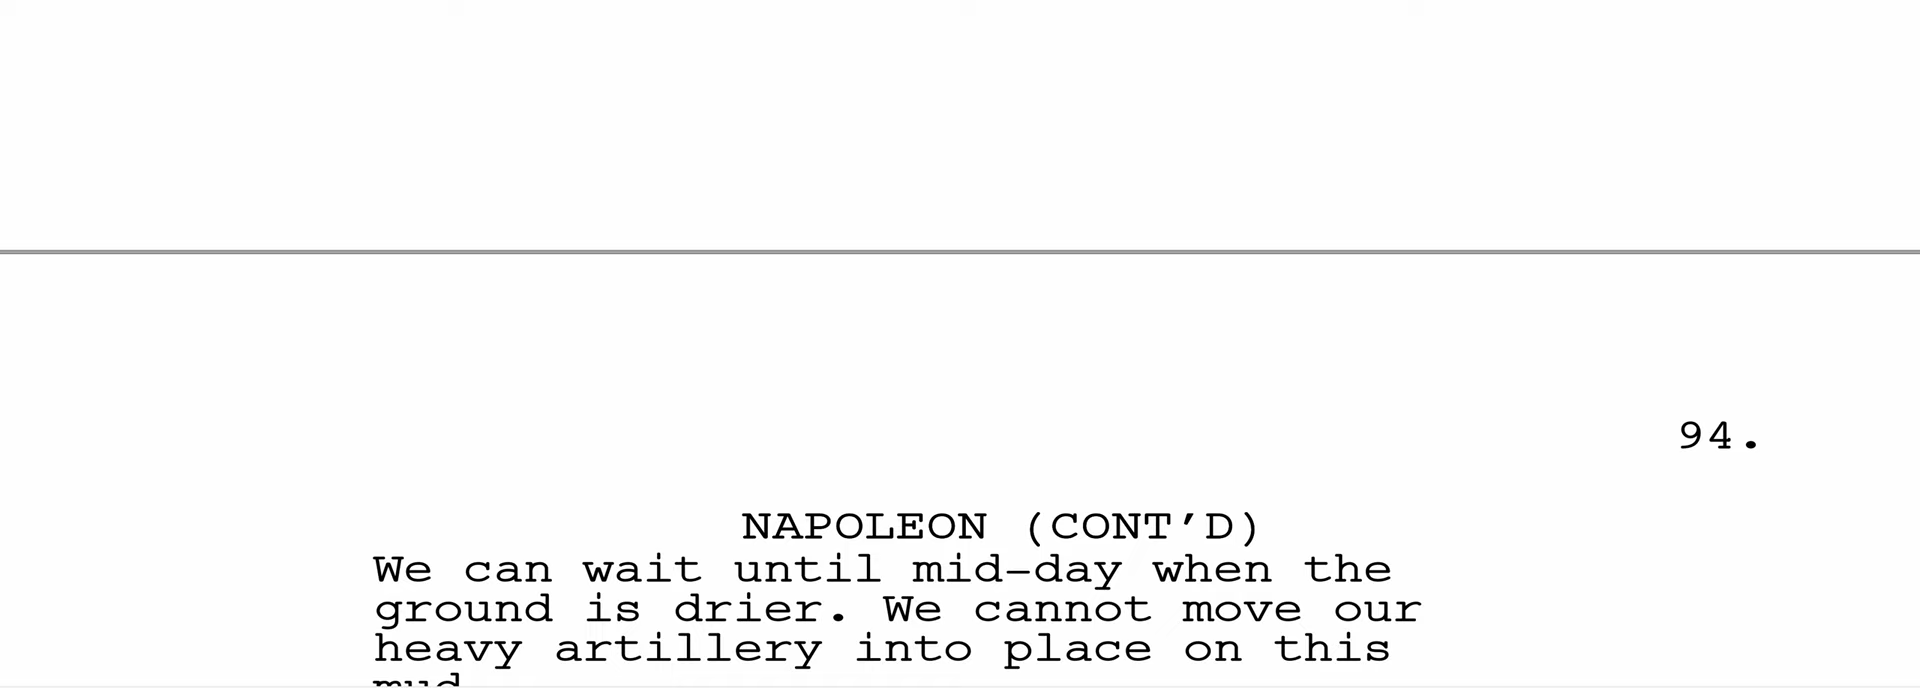 94.
NAPOLEON (CONT'D)
We can wait until mid-day when the
ground is drier. We cannot move our
heavy artillery into place on this
mud